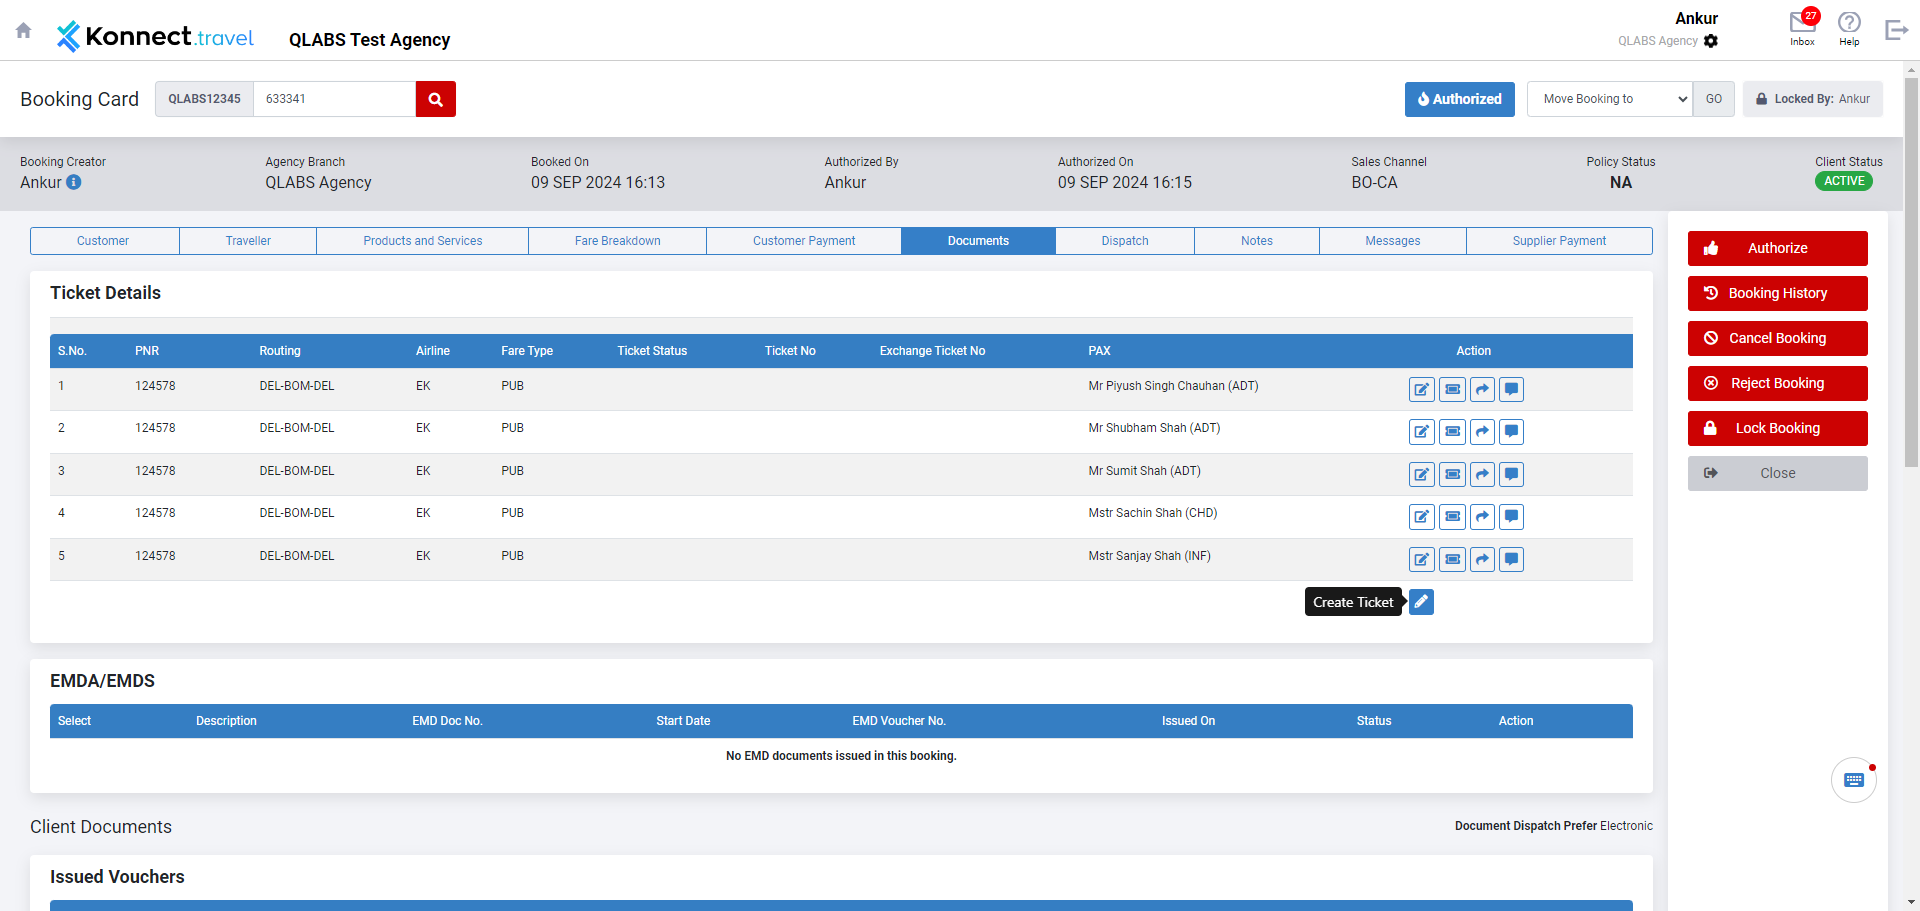 Konnect.travel
QLABS Test Agency
Ankur
QLABS Agency
27
Inbox
Help
Booking Card
QLABS12345
633341
Authorized
Move Booking to
GO
Locked By: Ankur
Booking Creator
Ankur
Agency Branch
QLABS Agency
Booked On
09 SEP 2024 16:13
Authorized By
Ankur
Authorized On
09 SEP 2024 16:15
Sales Channel
BO-CA
Policy Status
NA
Client Status
ACTIVE
Customer
Traveller
Products and Services
Fare Breakdown
Customer Payment
Documents
Dispatch
Notes
Messages
Supplier Payment
Authorize
Booking History
Cancel Booking
Reject Booking
Lock Booking
Close
Ticket Details
S.No. PNR Routing Airline Fare Type Ticket Status Ticket No Exchange Ticket No PAX Action
1 124578 DEL-BOM-DEL EK PUB Mr Piyush Singh Chauhan (ADT)
2 124578 DEL-BOM-DEL EK PUB Mr Shubham Shah (ADT)
3 124578 DEL-BOM-DEL EK PUB Mr Sumit Shah (ADT)
4 124578 DEL-BOM-DEL EK PUB Mstr Sachin Shah (CHD)
5 124578 DEL-BOM-DEL EK PUB Mstr Sanjay Shah (INF)
Create Ticket
EMDA/EMDS
Select Description EMD Doc No. Start Date EMD Voucher No. Issued On Status Action
No EMD documents issued in this booking.
Client Documents
Document Dispatch Prefer Electronic
Issued Vouchers